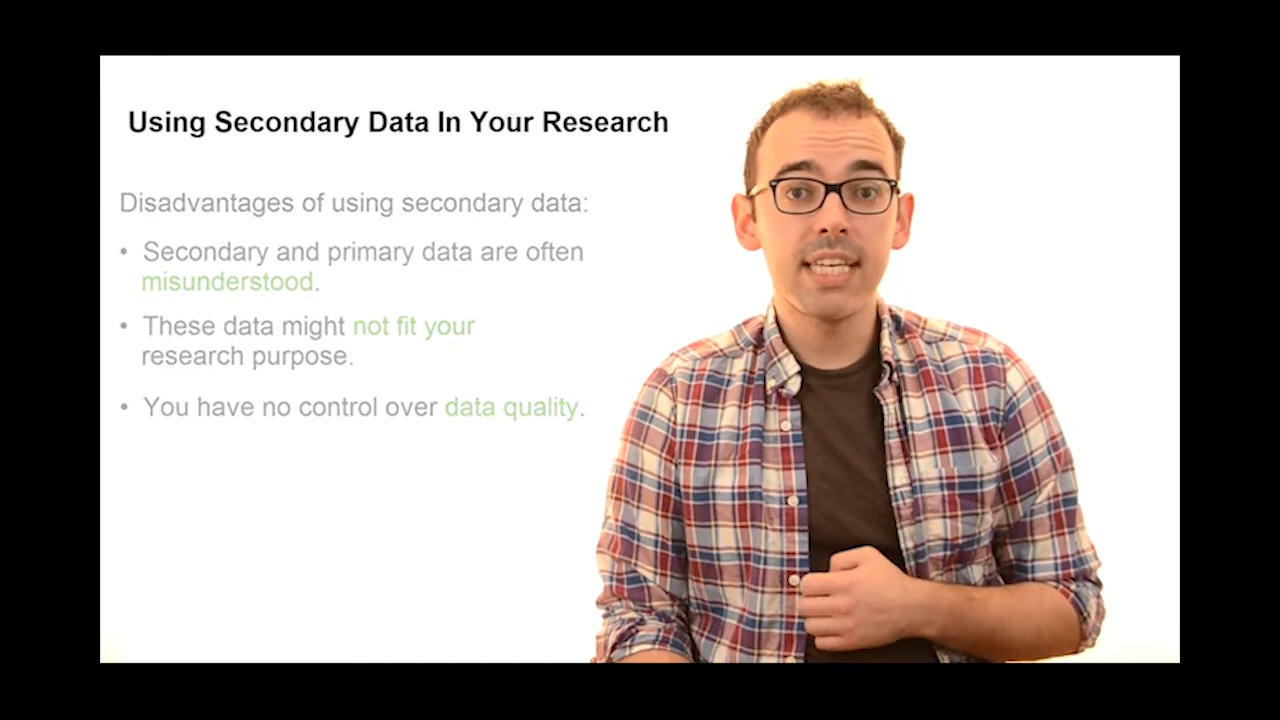 Using Secondary Data In Your Research
Disadvantages of using secondary data:
• Secondary and primary data are often
misunderstood.
• These data might not fit your
research purpose.
• You have no control over data quality.